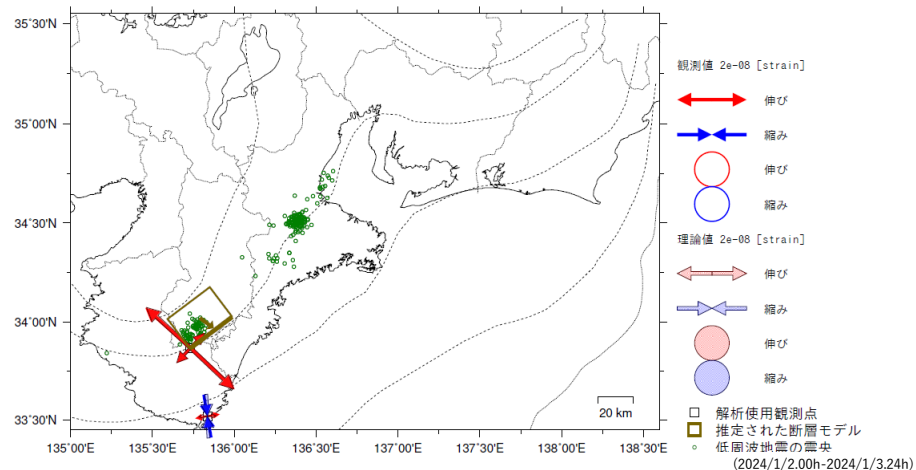 35°30'N
35°00'N
34°30'N
34°00'N
33°30'N
135°00'E
135°30'E
136°00'E
136°30'E
137°00'E
137°30'E
138°00'E
138°30'E
20 km
観測値 2e-08 [strain]
伸び
縮み
伸び
縮み
理論値 2e-08 [strain]
伸び
縮み
伸び
縮み
解析使用観測点
推定された断層モデル
低周波地震の震央
(2024/1/2.00h-2024/1/3.24h)